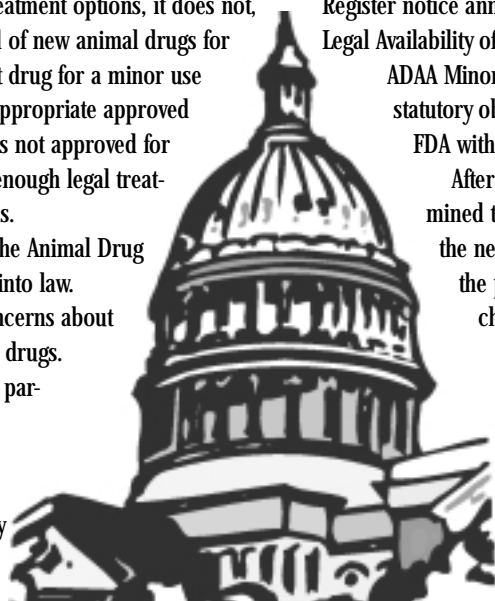 eatment options, it does not,
l of new animal drugs for
t drug for a minor use
ppropriate approved
s not approved for
enough legal treat-
s.
he Animal Drug
into law.
ncerns about
drugs.
par-
y
Register notice ann
Legal Availability of
ADAA Minor
statutory ob
FDA with
After
mined t
the ne
the p
ch